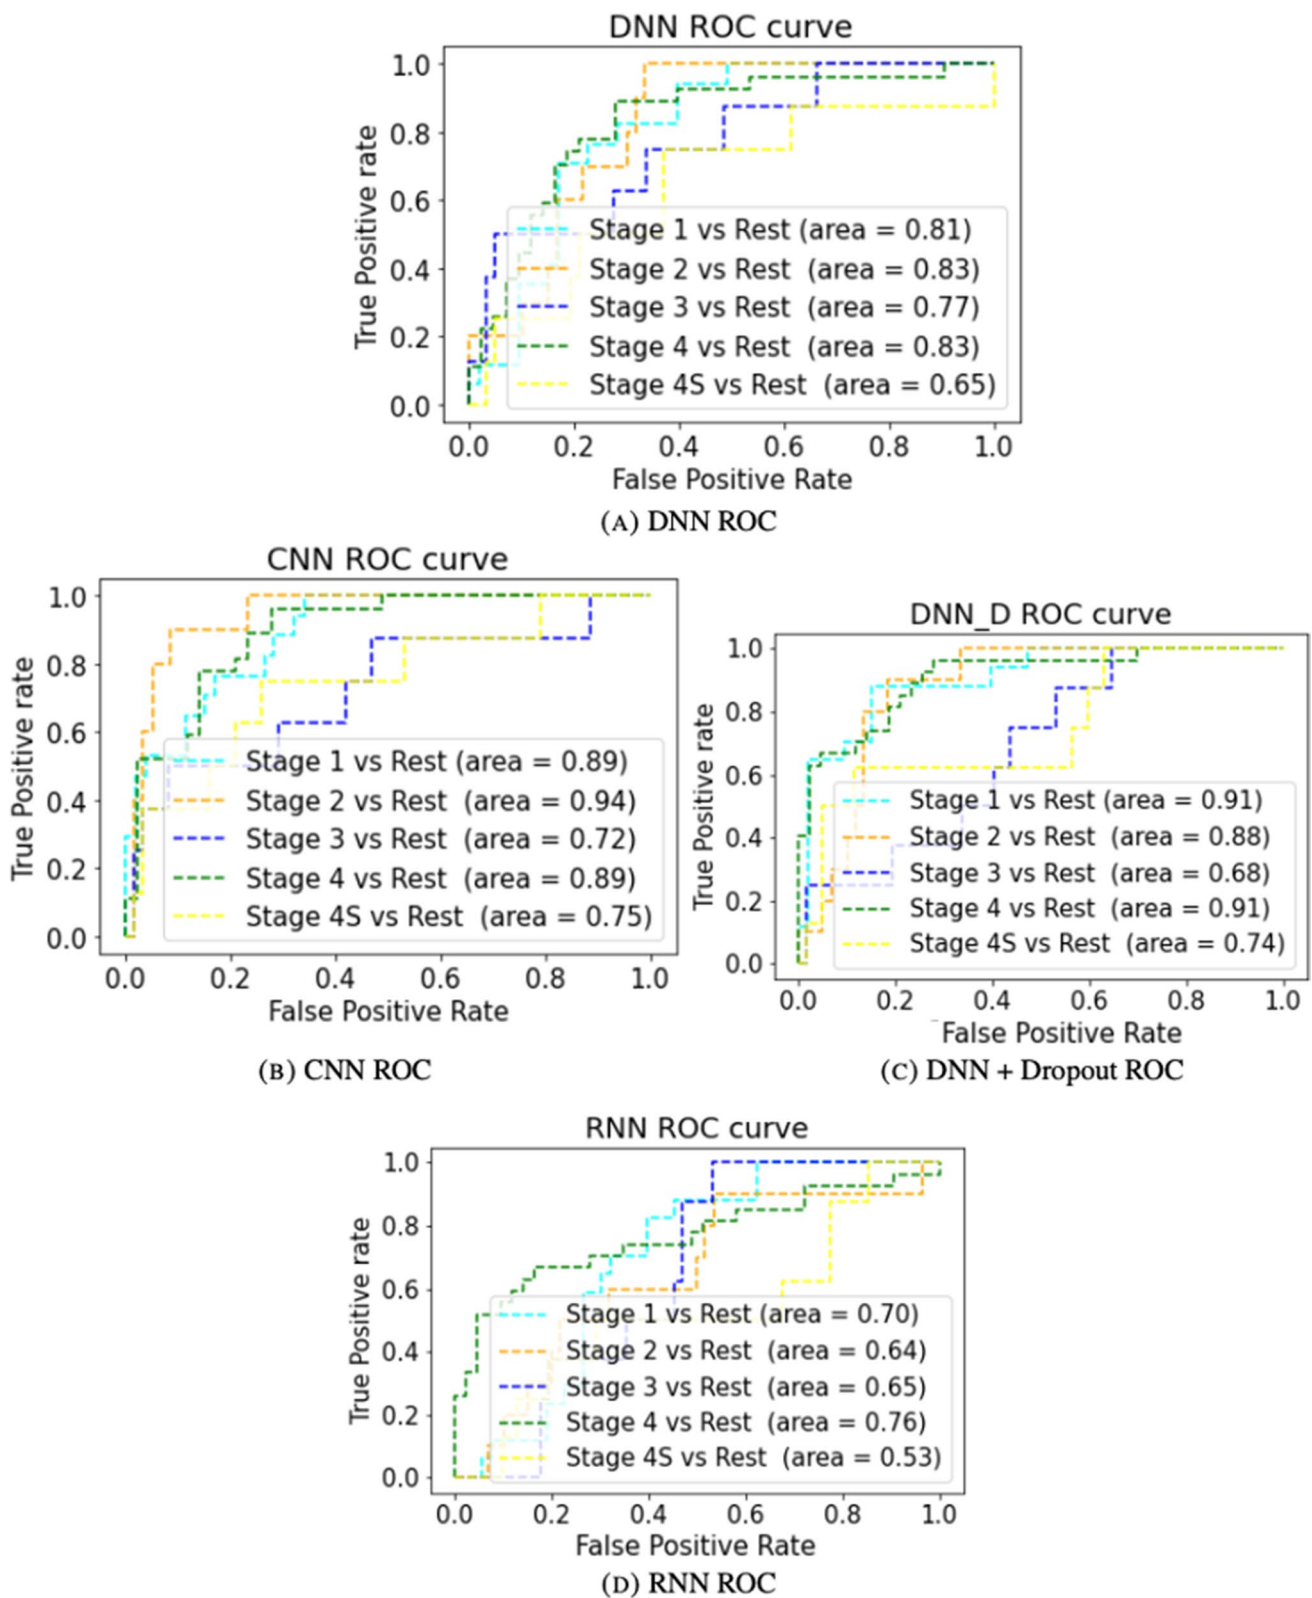 DNN ROC curve
True Positive rate
1.0
0.8
0.6
0.4
0.2
0.0
Stage 1 vs Rest (area = 0.81)
Stage 2 vs Rest (area = 0.83)
Stage 3 vs Rest (area = 0.77)
Stage 4 vs Rest (area = 0.83)
Stage 4S vs Rest (area = 0.65)
0.0 0.2 0.4 0.6 0.8 1.0
False Positive Rate
(A) DNN ROC
CNN ROC curve
True Positive rate
1.0
0.8
0.6
0.4
0.2
0.0
Stage 1 vs Rest (area = 0.89)
Stage 2 vs Rest (area = 0.94)
Stage 3 vs Rest (area = 0.72)
Stage 4 vs Rest (area = 0.89)
Stage 4S vs Rest (area = 0.75)
0.0 0.2 0.4 0.6 0.8 1.0
False Positive Rate
(B) CNN ROC
DNN_D ROC curve
True Positive rate
1.0
0.8
0.6
0.4
0.2
0.0
Stage 1 vs Rest (area = 0.91)
Stage 2 vs Rest (area = 0.88)
Stage 3 vs Rest (area = 0.68)
Stage 4 vs Rest (area = 0.91)
Stage 4S vs Rest (area = 0.74)
0.0 0.2 0.4 0.6 0.8 1.0
False Positive Rate
(C) DNN + Dropout ROC
RNN ROC curve
True Positive rate
1.0
0.8
0.6
0.4
0.2
0.0
Stage 1 vs Rest (area = 0.70)
Stage 2 vs Rest (area = 0.64)
Stage 3 vs Rest (area = 0.65)
Stage 4 vs Rest (area = 0.76)
Stage 4S vs Rest (area = 0.53)
0.0 0.2 0.4 0.6 0.8 1.0
False Positive Rate
(D) RNN ROC